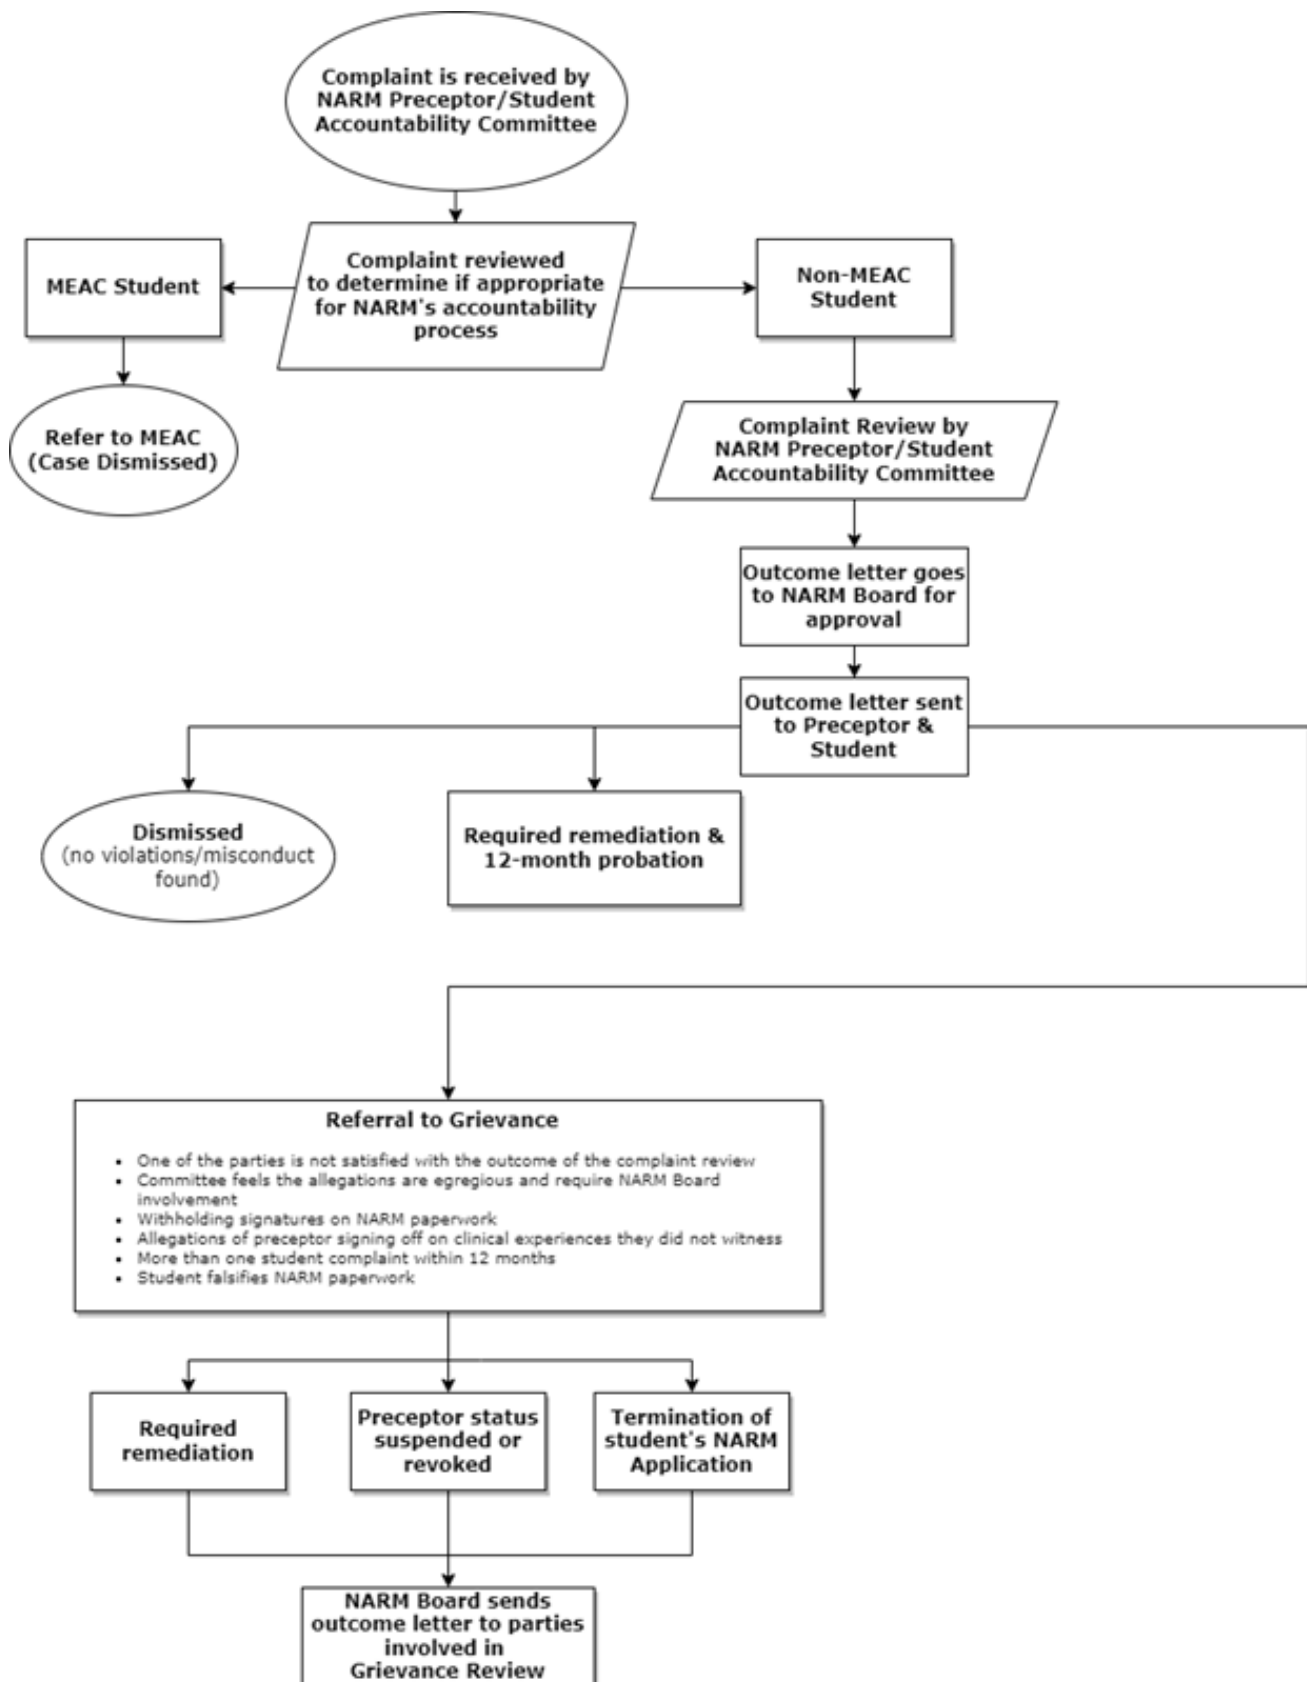 Complaint is received by
NARM Preceptor/Student
Accountability Committee
MEAC Student
Complaint reviewed
to determine if appropriate
for NARM's accountability
process
Non-MEAC
Student
Refer to MEAC
(Case Dismissed)
Complaint Review by
NARM Preceptor/Student
Accountability Committee
Outcome letter goes
to NARM Board for
approval
Outcome letter sent
to Preceptor &
Student
Dismissed
(no violations/misconduct
found)
Required remediation &
12-month probation
Referral to Grievance
• One of the parties is not satisfied with the outcome of the complaint review
• Committee feels the allegations are egregious and require NARM Board
involvement
• Withholding signatures on NARM paperwork
• Allegations of preceptor signing off on clinical experiences they did not witness
• More than one student complaint within 12 months
• Student falsifies NARM paperwork
Required
remediation
Preceptor status
suspended or
revoked
Termination of
student's NARM
Application
NARM Board sends
outcome letter to parties
involved in
Grievance Review